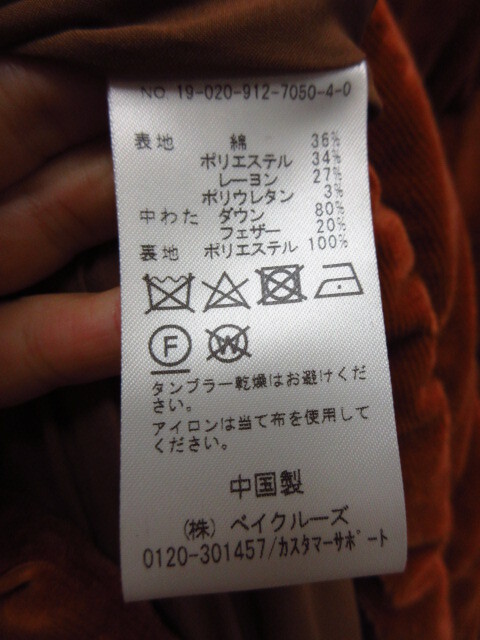 NO. 19-020-912-7050-4-0
表地 綿 36%
ポリエステル 34%
レーヨン 27%
ポリウレタン 3%
中わた ダウン 80%
フェザー 20%
裏地 ポリエステル 100%
F W
タンブラー乾燥はお避けくだ
さい。
アイロンは当て布を使用して
ください。
中国製
(株) ベイクルーズ
0120-301457/カスタマーサポート